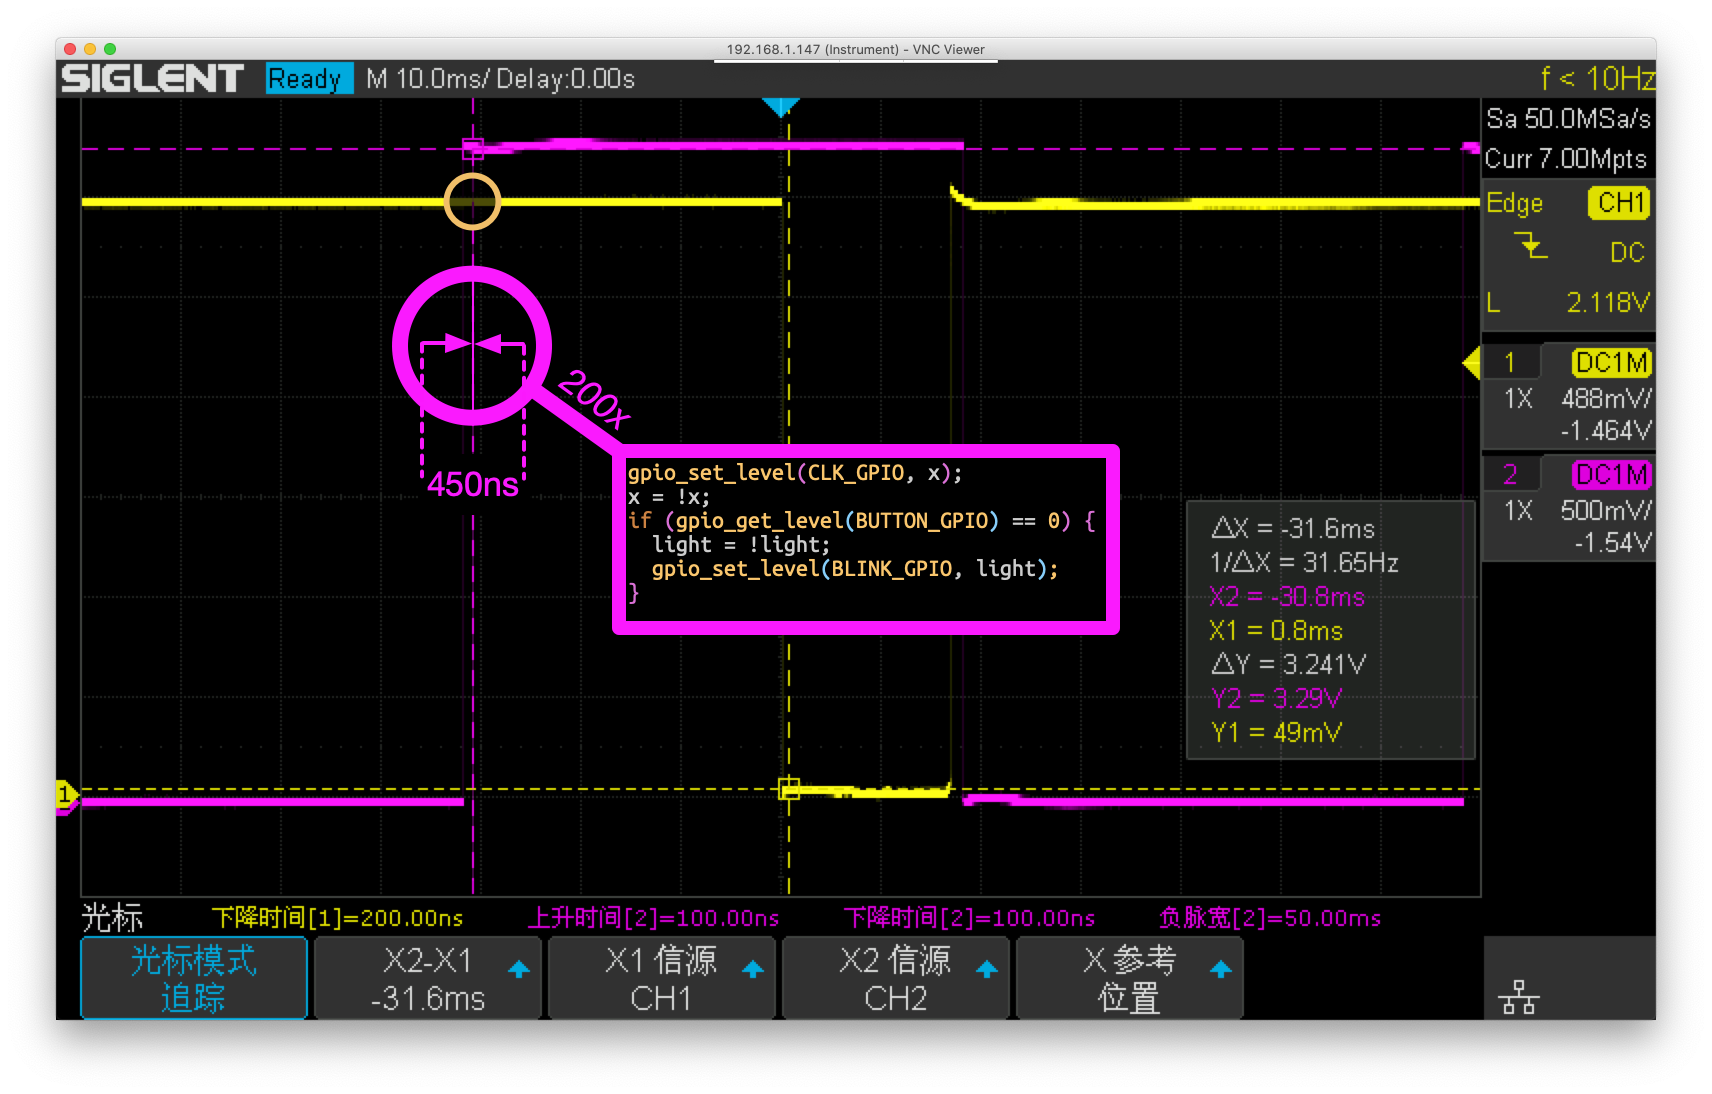 192.168.1.147 (Instrument) - VNC Viewer
SIGLENT Ready M 10.0ms/ Delay:0.00s f < 10Hz
Sa 50.0MSa/s
Curr 7.00Mpts
Edge CH1
DC
L 2.118V
1 DC1M
1X 488mV/
-1.464V
2 DC1M
1X 500mV/
-1.54V
200x
450ns
gpio_set_level(CLK_GPIO, x);
x = !x;
if (gpio_get_level(BUTTON_GPIO) == 0) {
light = !light;
gpio_set_level(BLINK_GPIO, light);
}
△X = -31.6ms
1/△X = 31.65Hz
X2 = -30.8ms
X1 = 0.8ms
△Y = 3.241V
Y2 = 3.29V
Y1 = 49mV
1
光标 下降时间[1]=200.00ns 上升时间[2]=100.00ns 下降时间[2]=100.00ns 负脉宽[2]=50.00ms
光标模式
追踪
X2-X1
-31.6ms
X1 信源
CH1
X2 信源
CH2
X 参考
位置